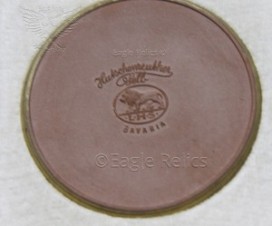 Hutschenreuther
Selb
L.H.S.
BAVARIA
©Eagle Relics